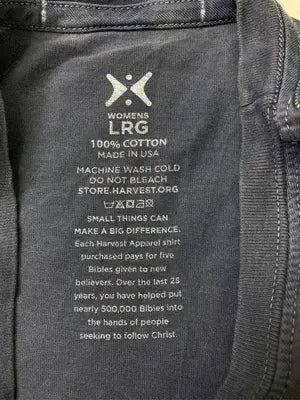 WOMENS
LRG
100% COTTON
MADE IN USA
MACHINE WASH COLD
DO NOT BLEACH
STORE.HARVEST.ORG
SMALL THINGS CAN
MAKE A BIG DIFFERENCE.
Each Harvest Apparel shirt
purchased pays for five
Bibles given to new
believers. Over the last 25
years, you have helped put
nearly 500,000 Bibles into
the hands of people
seeking to follow Christ.